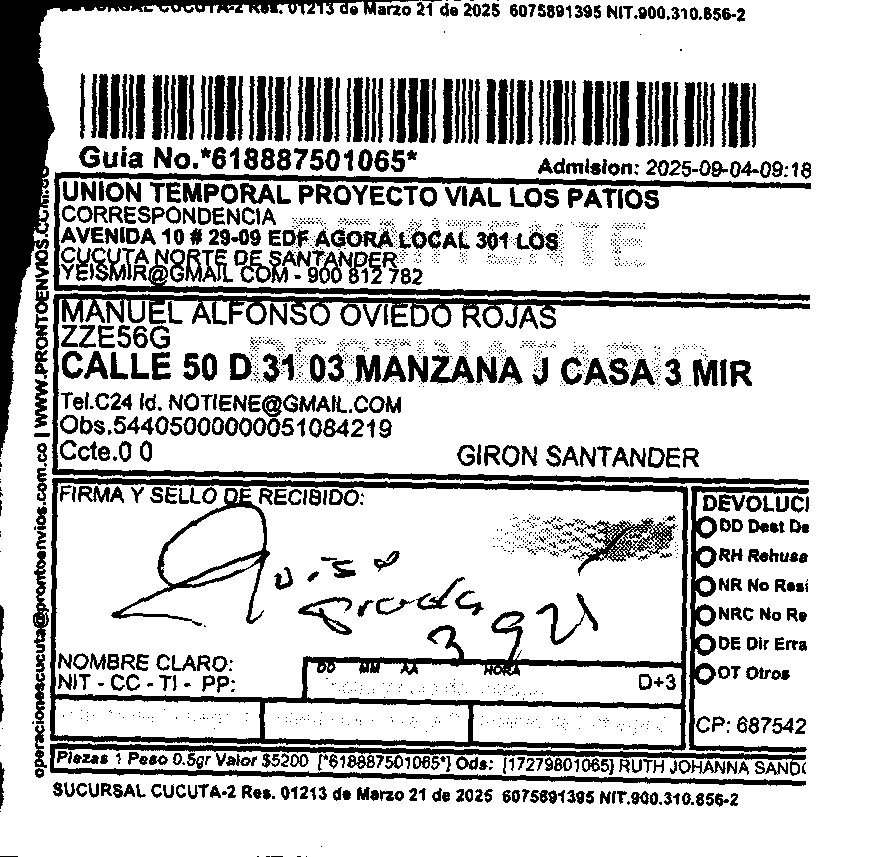 SUCURSAL CUCUTA-2 Res. 01213 de Marzo 21 de 2025 6075891395 NIT.900.310.856-2
Guia No.*618887501065*
Admision: 2025-09-04-09:18
UNION TEMPORAL PROYECTO VIAL LOS PATIOS
CORRESPONDENCIA
REMITENTE
AVENIDA 10 # 29-09 EDF AGORA LOCAL 301 LOS
CUCUTA NORTE DE SANTANDER
YEISMIR@GMAIL COM - 900 812 782
MANUEL ALFONSO OVIEDO ROJAS
ZZE56G
DESTINATARIO
CALLE 50 D 31 03 MANZANA J CASA 3 MIR
Tel.C24 Id. NOTIENE@GMAIL.COM
Obs.54405000000051084219
Ccte.0 0
GIRON SANTANDER
FIRMA Y SELLO DE RECIBIDO:
DEVOLUCI
DD Dest De
RH Rehusa
NR No Resi
NRC No Re
DE Dir Erra
OT Otros
NOMBRE CLARO:
NIT - CC - TI - PP:
DD MM AA HORA
D+3
CP: 687542
Piezas 1 Peso 0.5gr Valor $5200 [*618887501065*] Ods: [17279801065] RUTH JOHANNA SANDO
SUCURSAL CUCUTA-2 Res. 01213 de Marzo 21 de 2025 6075891395 NIT.900.310.856-2
operacionescucuta@prontoenvios.com.co | WWW.PRONTOENVIOS.COM.CO